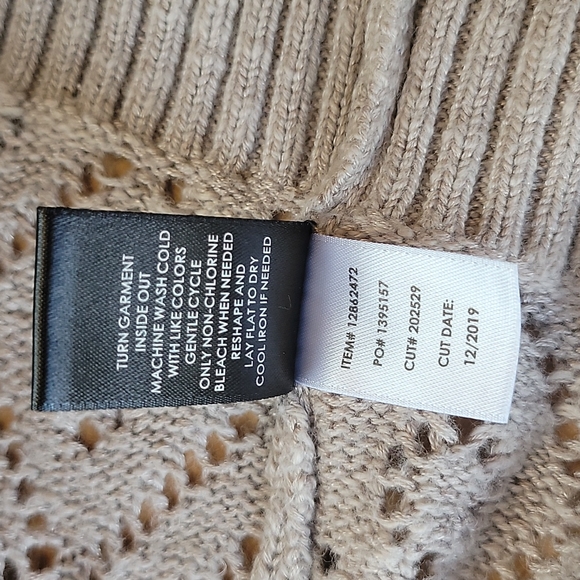 TURN GARMENT
INSIDE OUT
MACHINE WASH COLD
WITH LIKE COLORS
GENTLE CYCLE
ONLY NON-CHLORINE
BLEACH WHEN NEEDED
RESHAPE AND
LAY FLAT TO DRY
COOL IRON IF NEEDED
ITEM# 12862472
PO# 1395157
CUT# 202529
CUT DATE:
12/2019